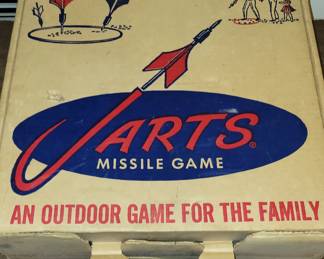 JARTS®
MISSILE GAME
AN OUTDOOR GAME FOR THE FAMILY